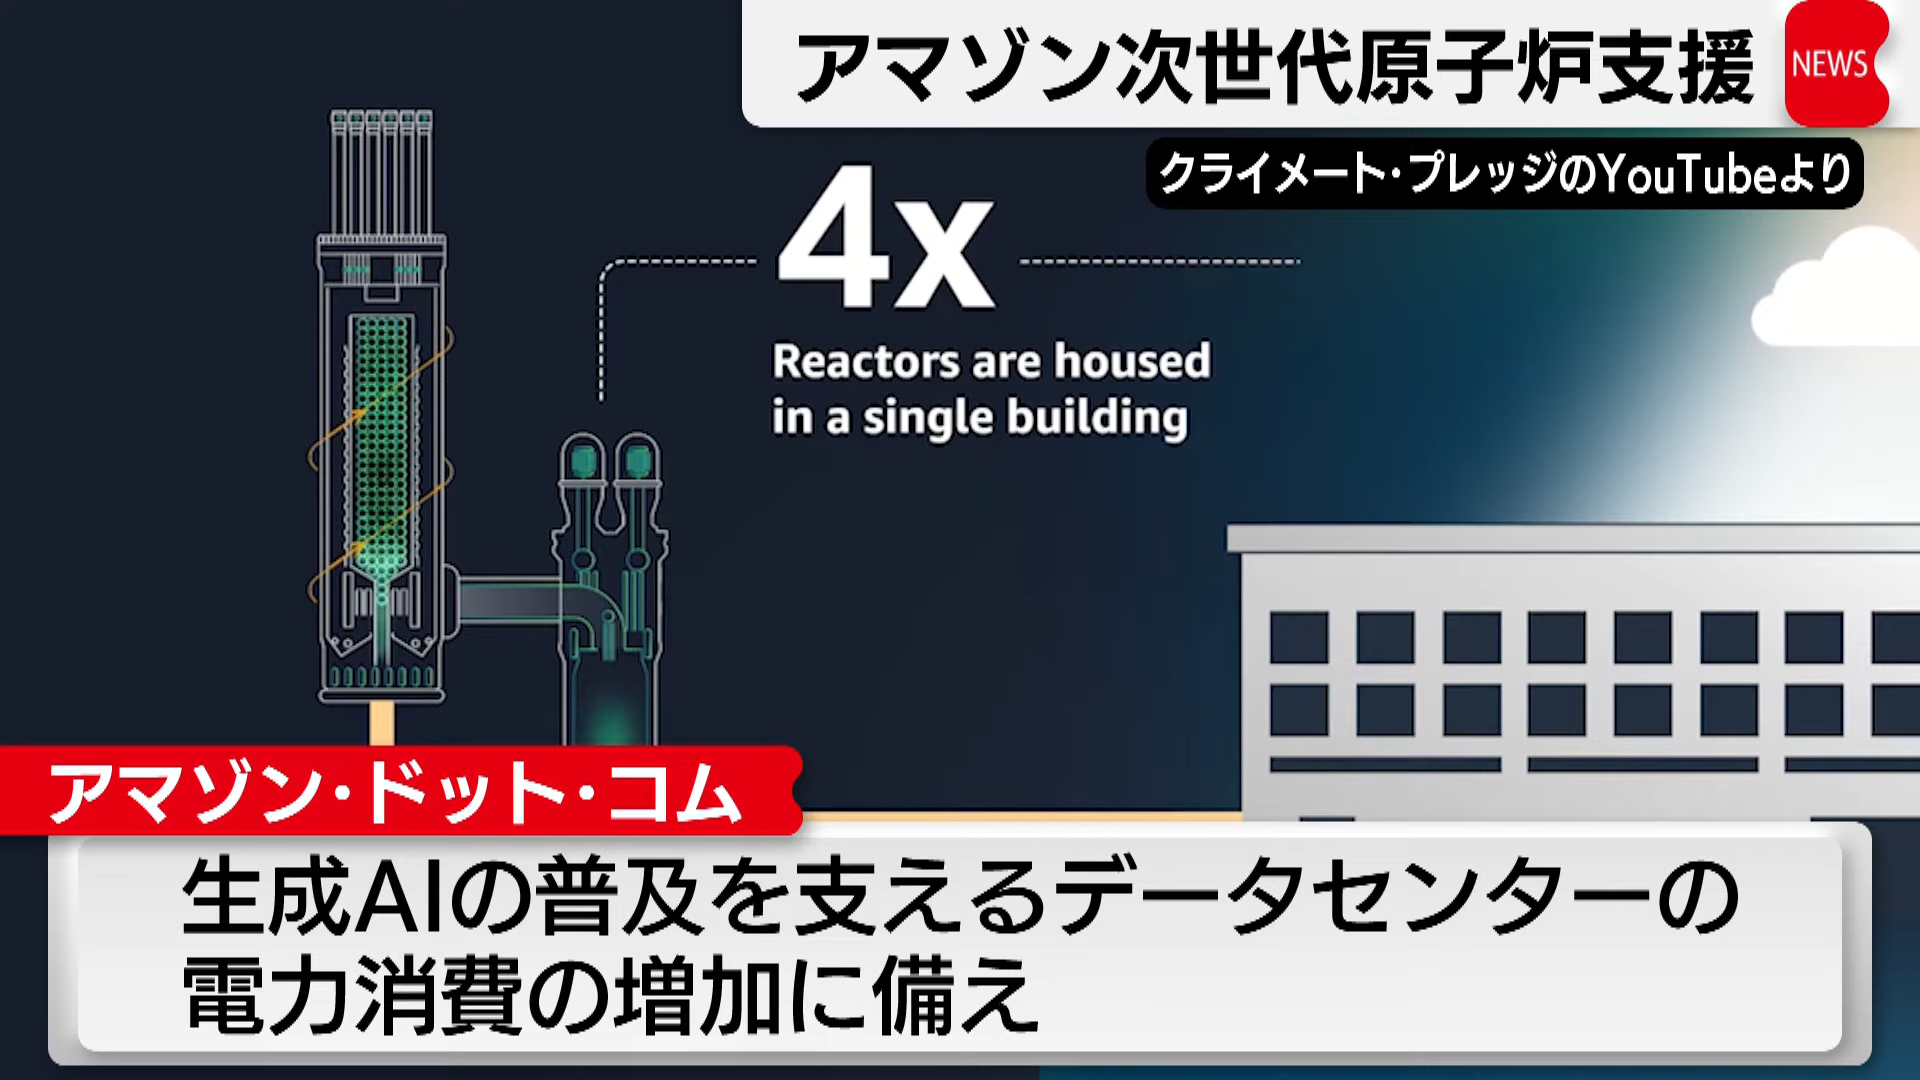 アマゾン次世代原子炉支援
NEWS
クライメート・プレッジのYouTubeより
4x
Reactors are housed
in a single building
アマゾン・ドット・コム
生成AIの普及を支えるデータセンターの
電力消費の増加に備え